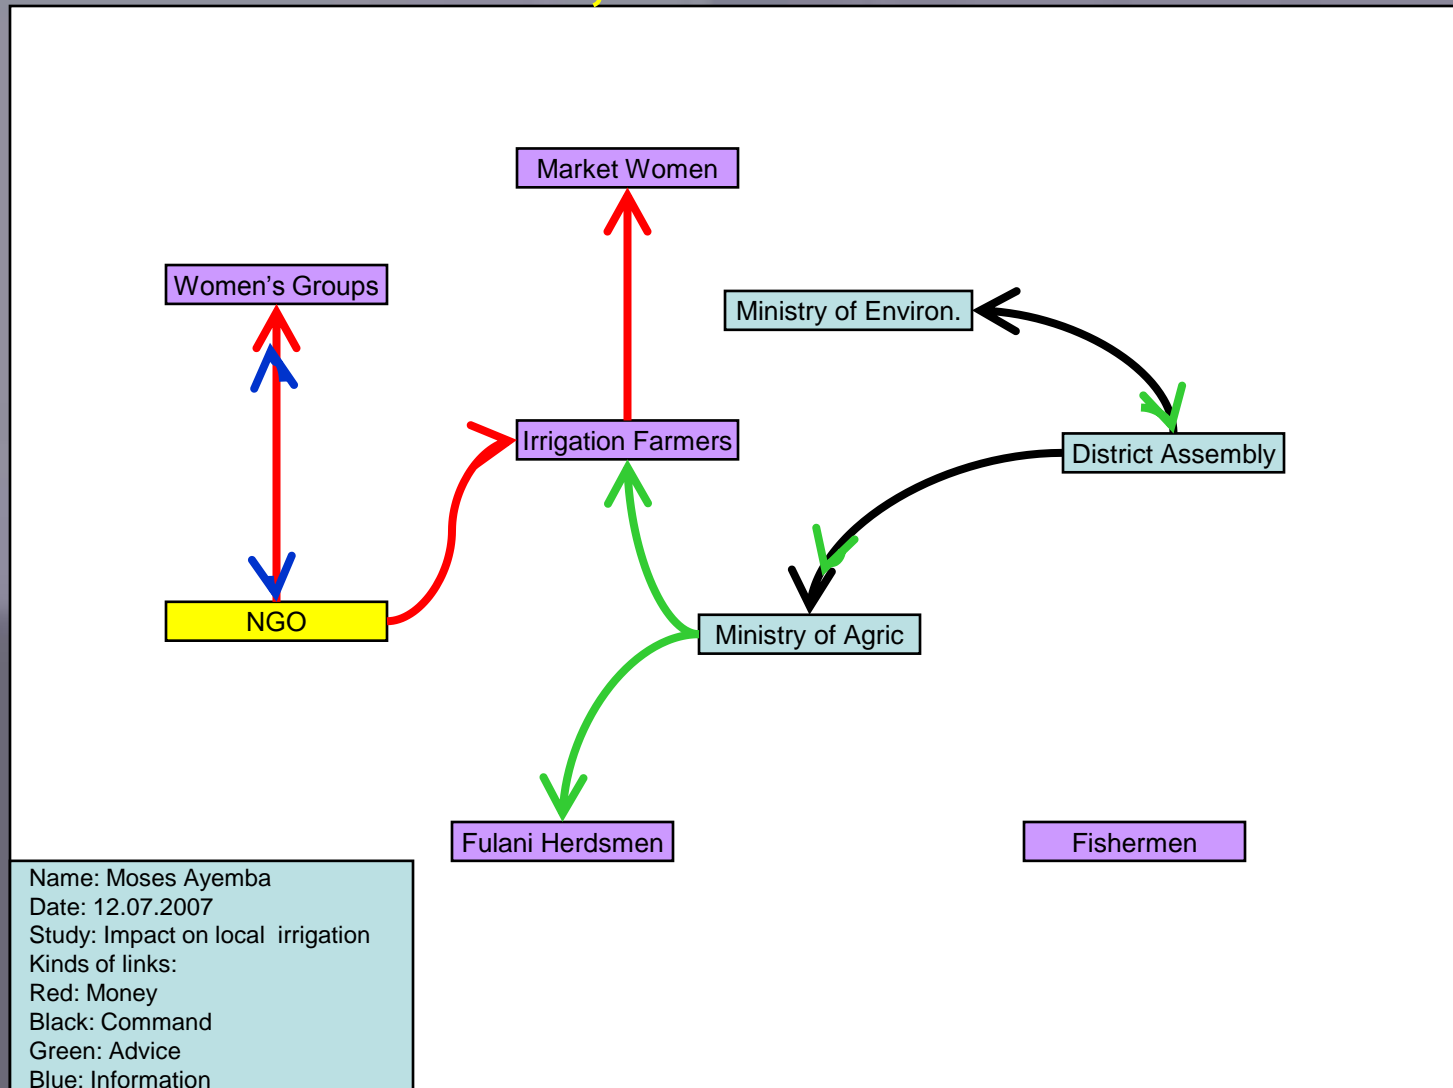 Market Women
Women’s Groups
Ministry of Environ.
Irrigation Farmers
District Assembly
NGO
Ministry of Agric
Fulani Herdsmen
Fishermen
Name: Moses Ayemba
Date: 12.07.2007
Study: Impact on local irrigation
Kinds of links:
Red: Money
Black: Command
Green: Advice
Blue: Information